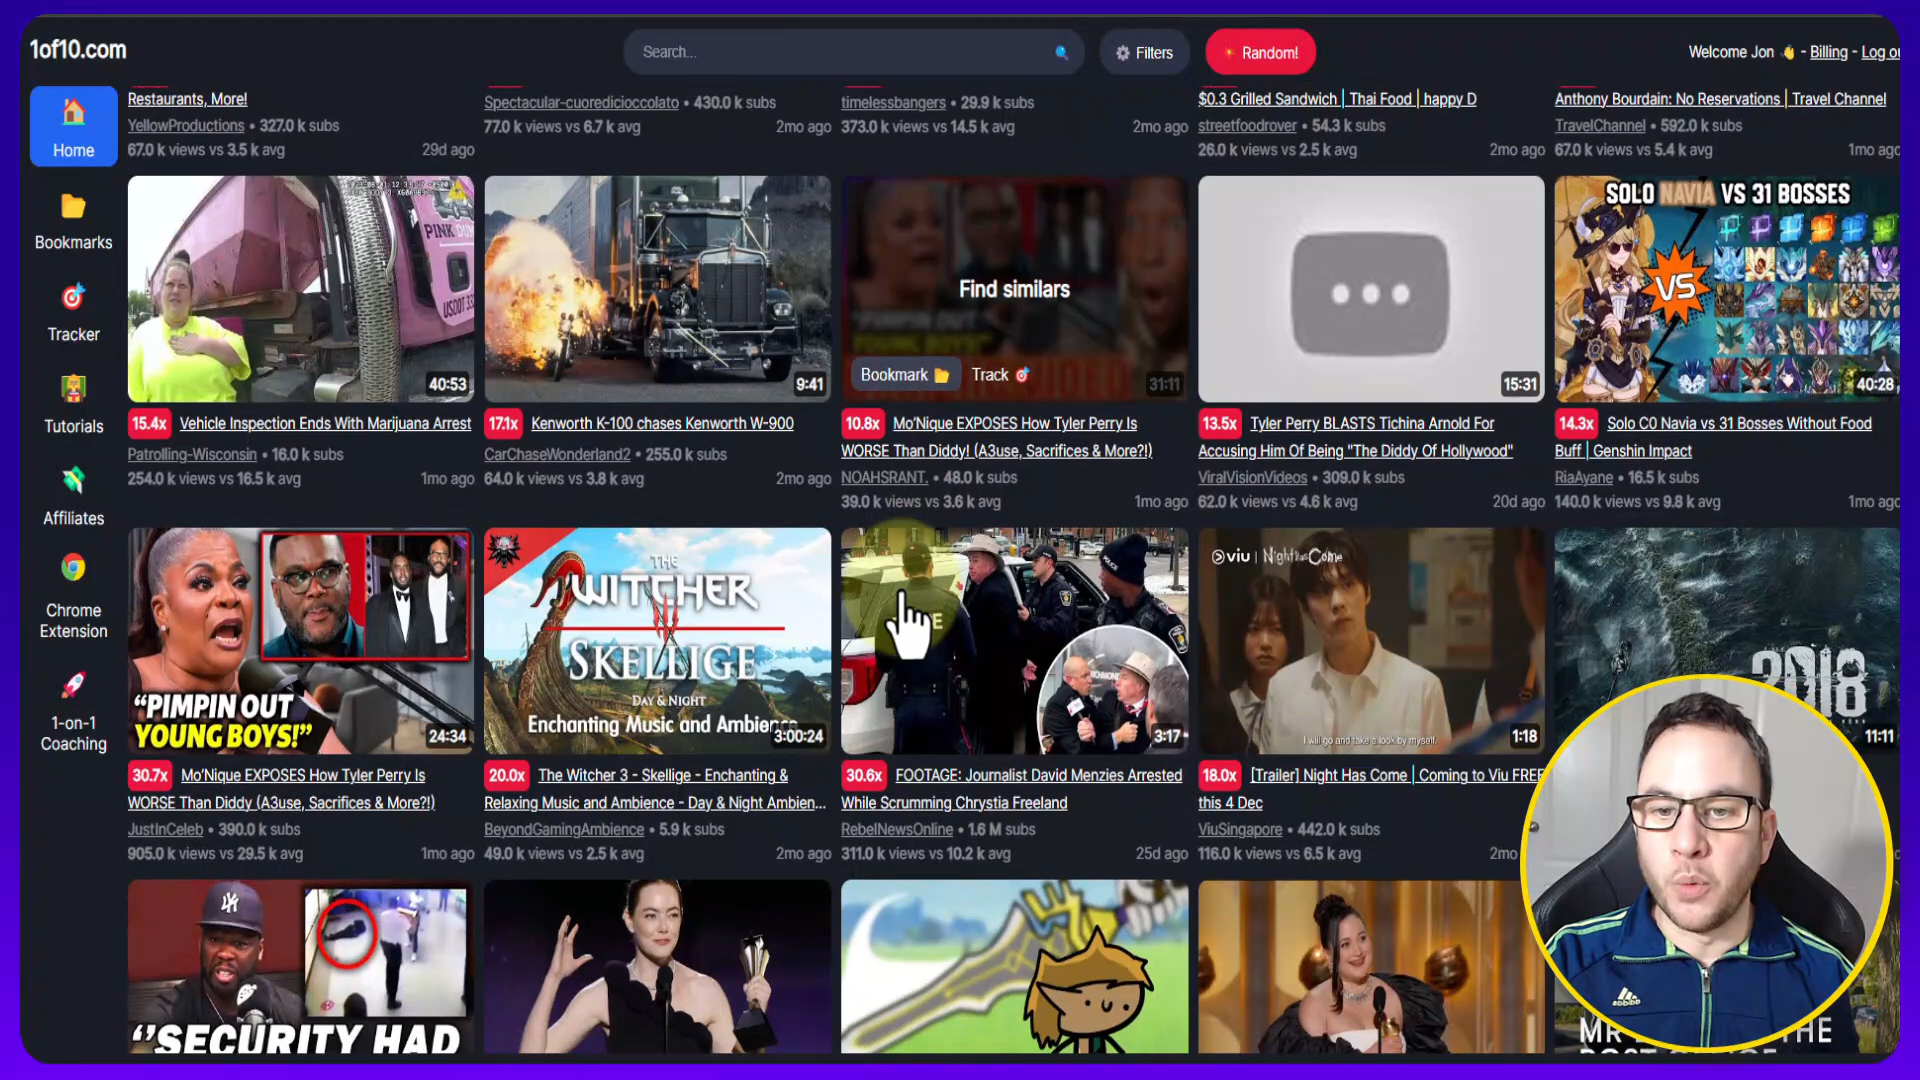 1of10.com
Search...
Filters
Random!
Welcome Jon - Billing - Log ou
Home
Bookmarks
Tracker
Tutorials
Affiliates
Chrome
Extension
1-on-1
Coaching
Restaurants, More!
YellowProductions • 327.0 k subs
67.0 k views vs 3.5 k avg
29d ago
Spectacular-cuoredicioccolato • 430.0 k subs
77.0 k views vs 6.7 k avg
2mo ago
timelessbangers • 29.9 k subs
373.0 k views vs 14.5 k avg
2mo ago
$0.3 Grilled Sandwich | Thai Food | happy D
streetfoodrover • 54.3 k subs
26.0 k views vs 2.5 k avg
2mo ago
Anthony Bourdain: No Reservations | Travel Channel
TravelChannel • 592.0 k subs
67.0 k views vs 5.4 k avg
1mo ago
PINK DU
USDOT 33
40:53
15.4x Vehicle Inspection Ends With Marijuana Arrest
Patrolling-Wisconsin • 16.0 k subs
254.0 k views vs 16.5 k avg
1mo ago
9:41
17.1x Kenworth K-100 chases Kenworth W-900
CarChaseWonderland2 • 255.0 k subs
64.0 k views vs 3.8 k avg
2mo ago
Find similars
Bookmark
Track
31:11
10.8x Mo'Nique EXPOSES How Tyler Perry Is
WORSE Than Diddy! (A3use, Sacrifices & More?!)
NOAHSRANT. • 48.0 k subs
39.0 k views vs 3.6 k avg
1mo ago
15:31
13.5x Tyler Perry BLASTS Tichina Arnold For
Accusing Him Of Being "The Diddy Of Hollywood"
ViralVisionVideos • 309.0 k subs
62.0 k views vs 4.6 k avg
20d ago
SOLO NAVIA VS 31 BOSSES
VS
40:28
14.3x Solo C0 Navia vs 31 Bosses Without Food
Buff | Genshin Impact
RiaAyane • 16.5 k subs
140.0 k views vs 9.8 k avg
1mo ago
"PIMPIN OUT
YOUNG BOYS!"
24:34
30.7x Mo'Nique EXPOSES How Tyler Perry Is
WORSE Than Diddy (A3use, Sacrifices & More?!)
JustInCeleb • 390.0 k subs
905.0 k views vs 29.5 k avg
1mo ago
THE
WITCHER
SKELLIGE
DAY & NIGHT
Enchanting Music and Ambience
3:00:24
20.0x The Witcher 3 - Skellige - Enchanting &
Relaxing Music and Ambience - Day & Night Ambien...
BeyondGamingAmbience • 5.9 k subs
49.0 k views vs 2.5 k avg
2mo ago
POLICE
3:17
30.6x FOOTAGE: Journalist David Menzies Arrested
While Scrumming Chrystia Freeland
RebelNewsOnline • 1.6 M subs
311.0 k views vs 10.2 k avg
25d ago
viu | Night Has Come
I will go and take a look by myself.
1:18
18.0x [Trailer] Night Has Come | Coming to Viu FREE
this 4 Dec
ViuSingapore • 442.0 k subs
116.0 k views vs 6.5 k avg
2mo
2018
11:11
"SECURITY HAD
adidas